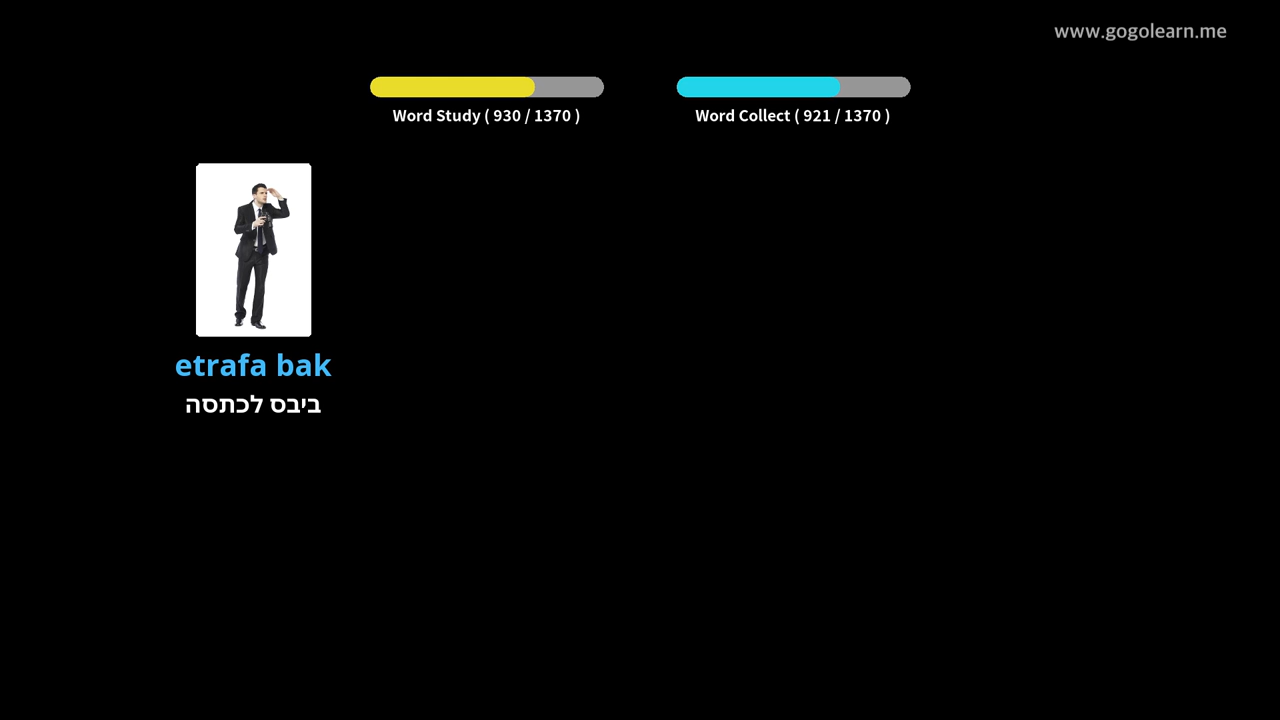 www.gogolearn.me
Word Study ( 930 / 1370 )
Word Collect ( 921 / 1370 )
etrafa bak
ביבס לכתסה